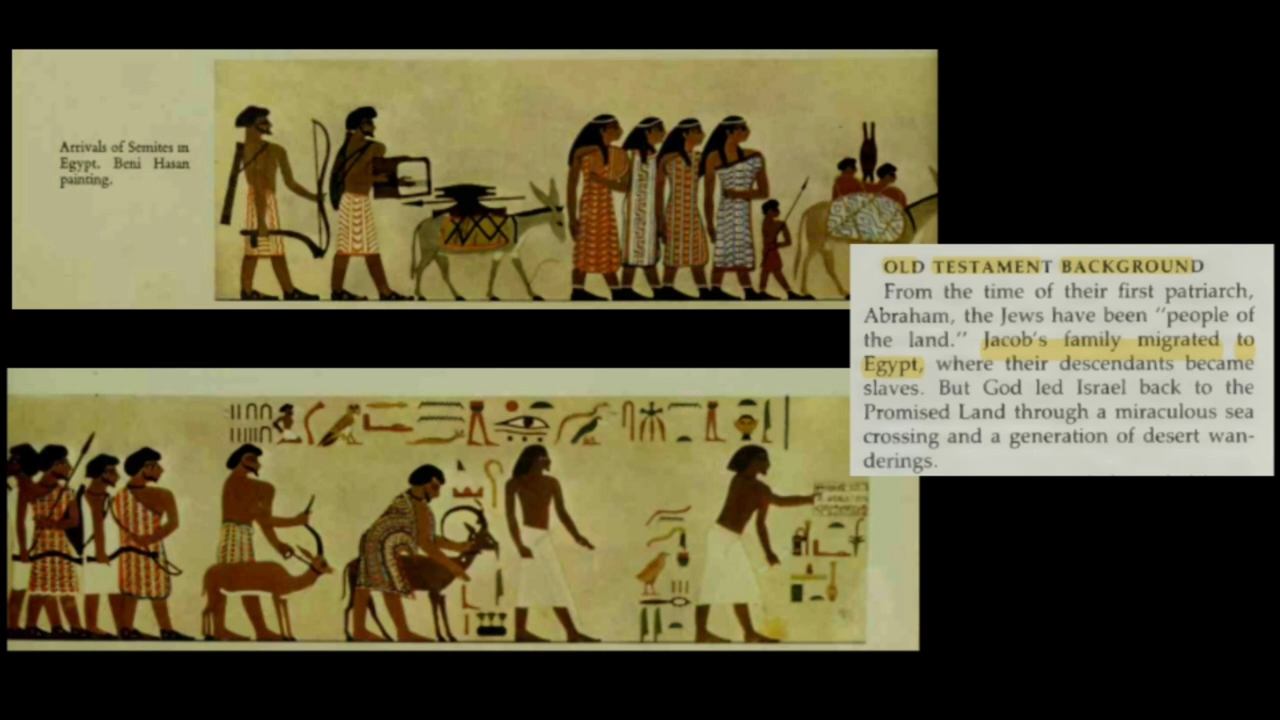 Arrivals of Semites in
Egypt. Beni Hasan
painting.
OLD TESTAMENT BACKGROUND
From the time of their first patriarch,
Abraham, the Jews have been "people of
the land." Jacob's family migrated to
Egypt, where their descendants became
slaves. But God led Israel back to the
Promised Land through a miraculous sea
crossing and a generation of desert wan-
derings.